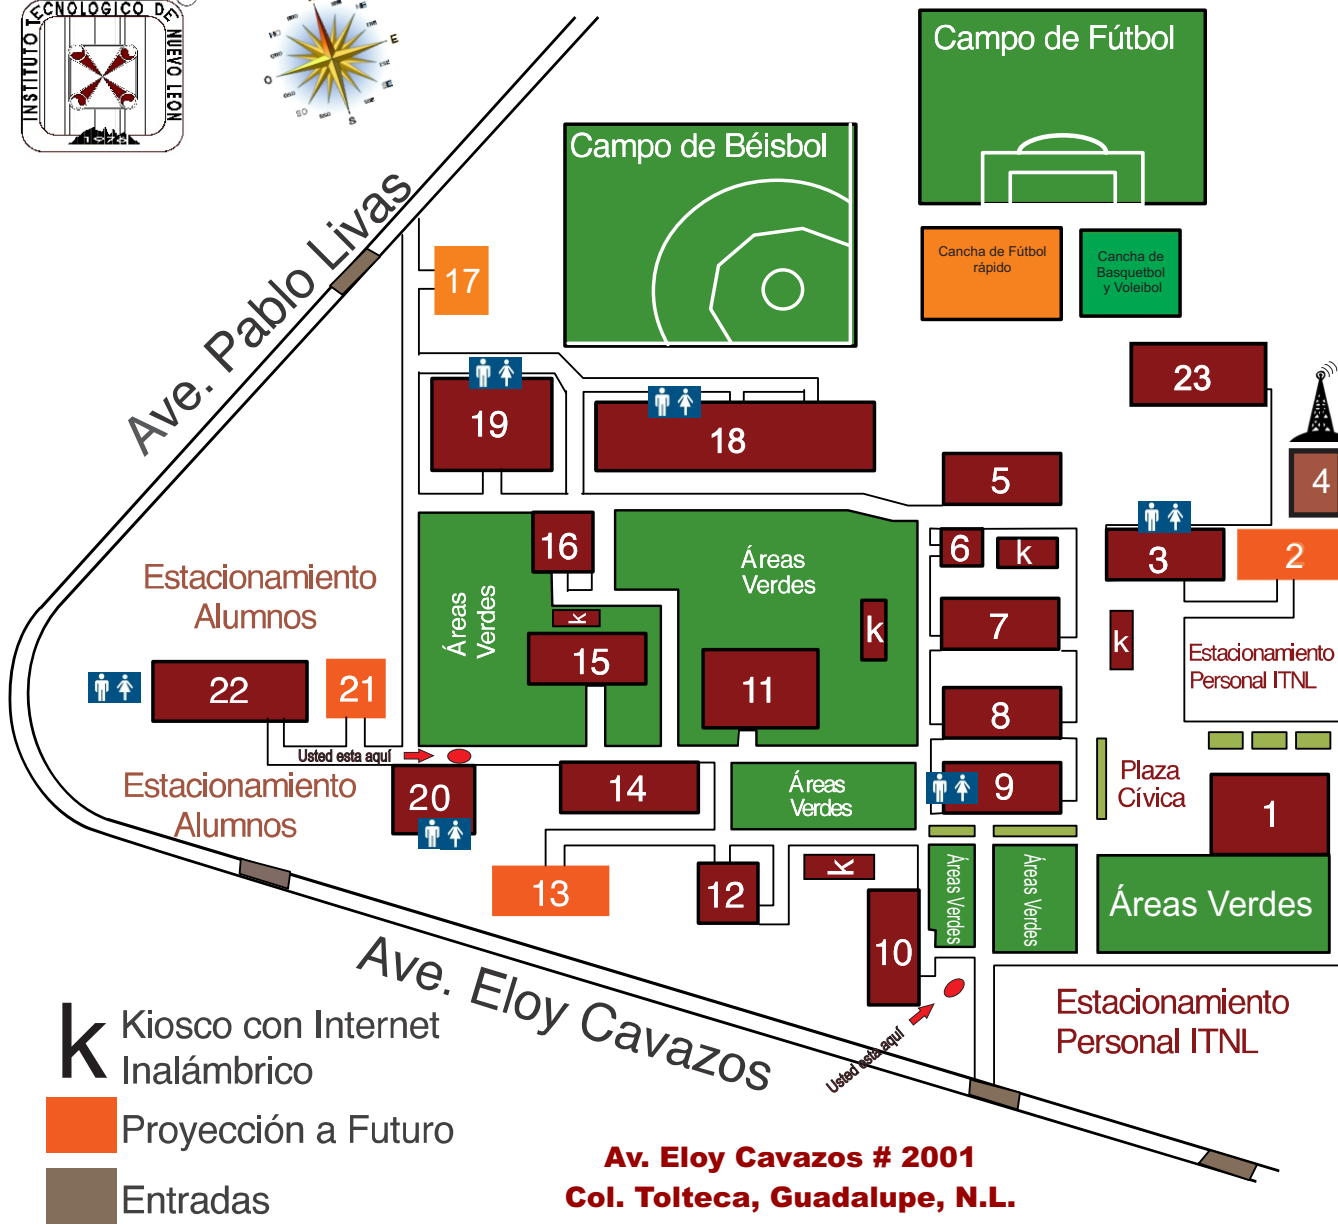 INSTITUTO TECNOLOGICO DE NUEVO LEON
1976
E
S
O
SE
SO
Campo de Fútbol
Campo de Béisbol
Cancha de Fútbol
rápido
Cancha de
Basquetbol
y Voleibol
Ave. Pablo Livas
17
23
19
18
4
5
16
6
k
3
2
Áreas
Verdes
Áreas
Verdes
Estacionamiento
Alumnos
k
k
7
k
15
Estacionamiento
Personal ITNL
22
21
11
8
Usted esta aquí
Plaza
Cívica
Estacionamiento
Alumnos
20
14
Áreas
Verdes
9
1
13
12
k
Áreas Verdes
Áreas Verdes
Áreas Verdes
10
Ave. Eloy Cavazos
Usted esta aquí
Estacionamiento
Personal ITNL
k Kiosco con Internet
Inalámbrico
Proyección a Futuro
Entradas
Av. Eloy Cavazos # 2001
Col. Tolteca, Guadalupe, N.L.